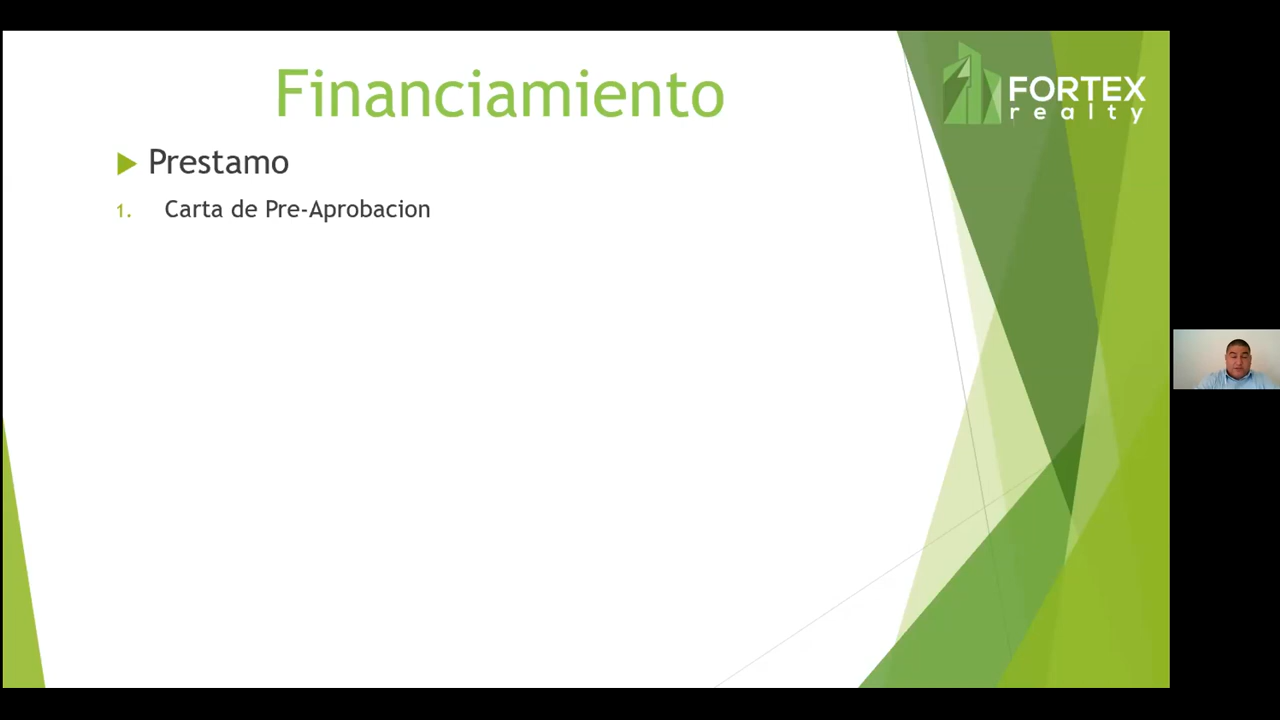 Financiamiento
FORTEX
realty
Prestamo
1. Carta de Pre-Aprobacion